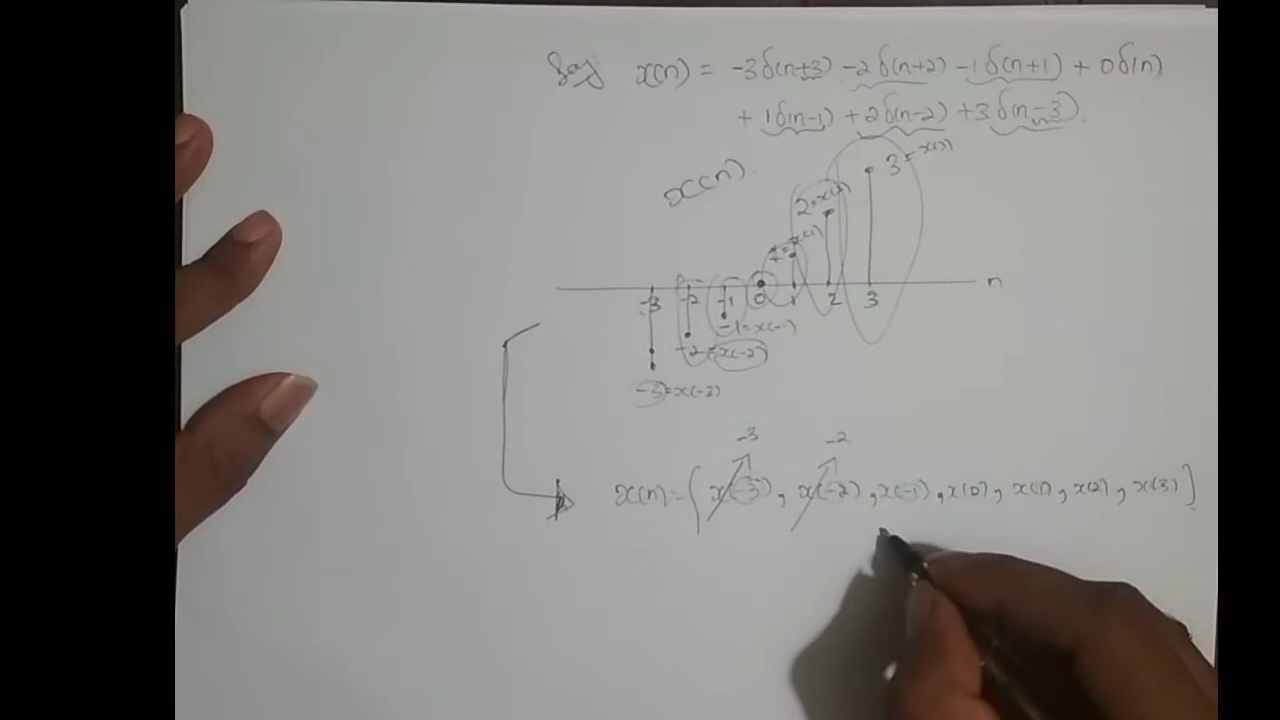 Say x(n) = -3δ(n+3) -2δ(n+2) -1δ(n+1) + 0δ(n)
+ 1δ(n-1) + 2δ(n-2) + 3δ(n-3).
x(n).
3 = x(3)
2 = x(2)
1 = x(1)
-3 -2 -1 0 1 2 3 n
-1 = x(-1)
-2 = x(-2)
-3 = x(-3)
-3 -2
x(n) = [x(-3), x(-2), x(-1), x(0), x(1), x(2), x(3)]